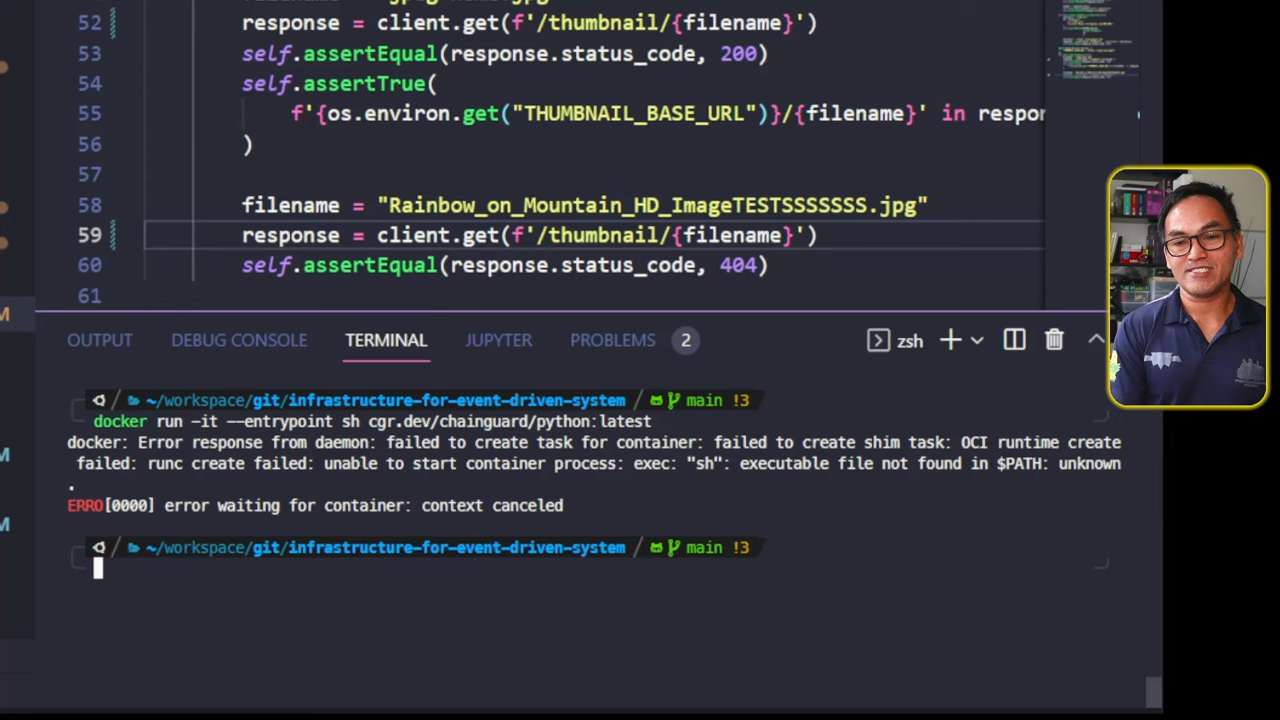 52 response = client.get(f'/thumbnail/{filename}')
53 self.assertEqual(response.status_code, 200)
54 self.assertTrue(
55 f'{os.environ.get("THUMBNAIL_BASE_URL")}/{filename}' in respon
56 )
57
58 filename = "Rainbow_on_Mountain_HD_ImageTESTSSSSSSS.jpg"
59 response = client.get(f'/thumbnail/{filename}')
60 self.assertEqual(response.status_code, 404)
61
M
OUTPUT DEBUG CONSOLE TERMINAL JUPYTER PROBLEMS 2 zsh
~/workspace/git/infrastructure-for-event-driven-system / main !3
docker run -it --entrypoint sh cgr.dev/chainguard/python:latest
docker: Error response from daemon: failed to create task for container: failed to create shim task: OCI runtime create
failed: runc create failed: unable to start container process: exec: "sh": executable file not found in $PATH: unknown
.
M
ERRO[0000] error waiting for container: context canceled
M
~/workspace/git/infrastructure-for-event-driven-system / main !3